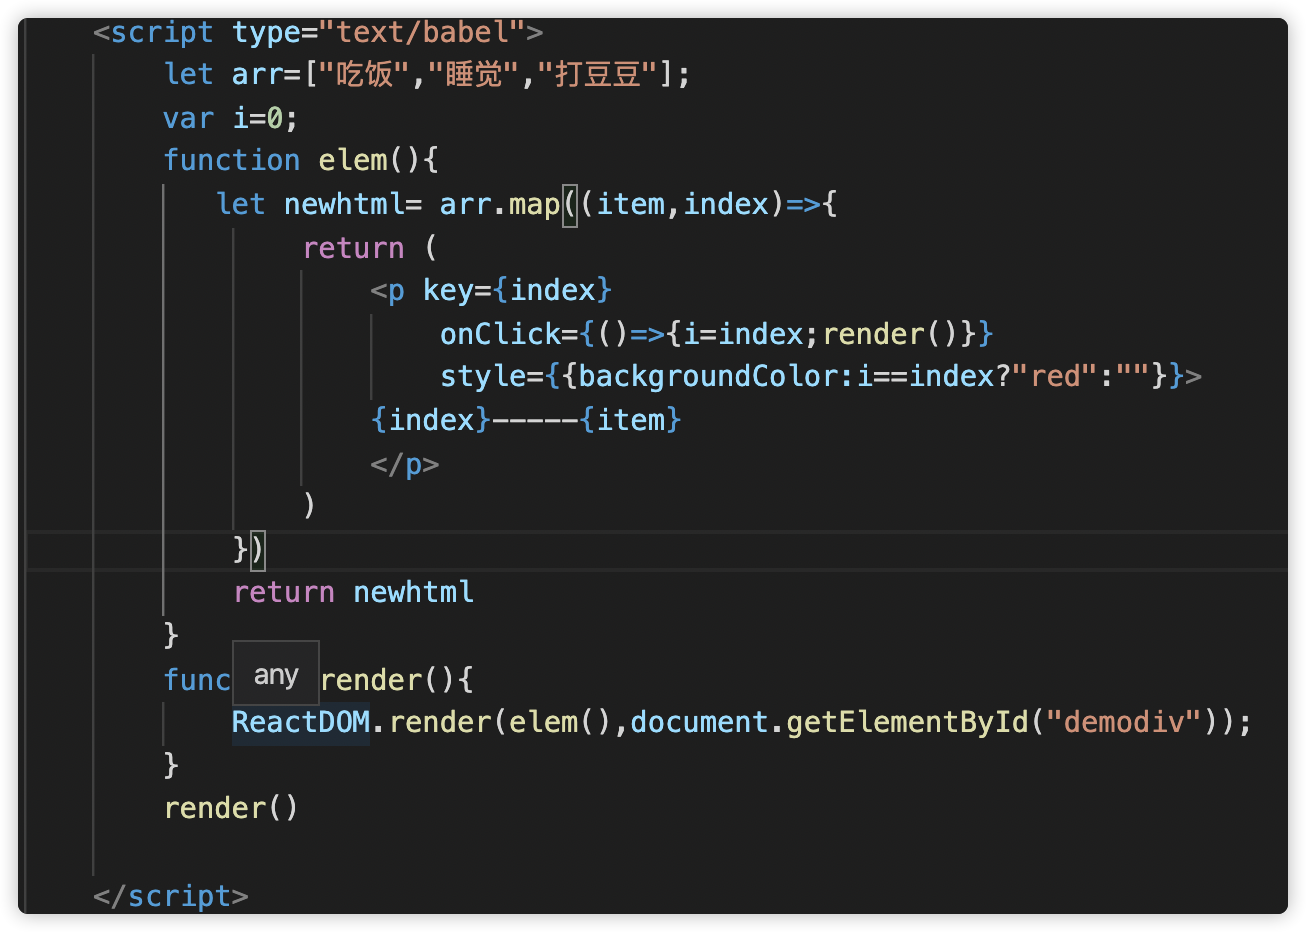 <script type="text/babel">
let arr=["吃饭","睡觉","打豆豆"];
var i=0;
function elem(){
let newhtml= arr.map((item,index)=>{
return (
<p key={index}
onClick={()=>{i=index;render()}}
style={{backgroundColor:i==index?"red":""}}>
{index}-----{item}
</p>
)
})
return newhtml
}
func any render(){
ReactDOM.render(elem(),document.getElementById("demodiv"));
}
render()
</script>